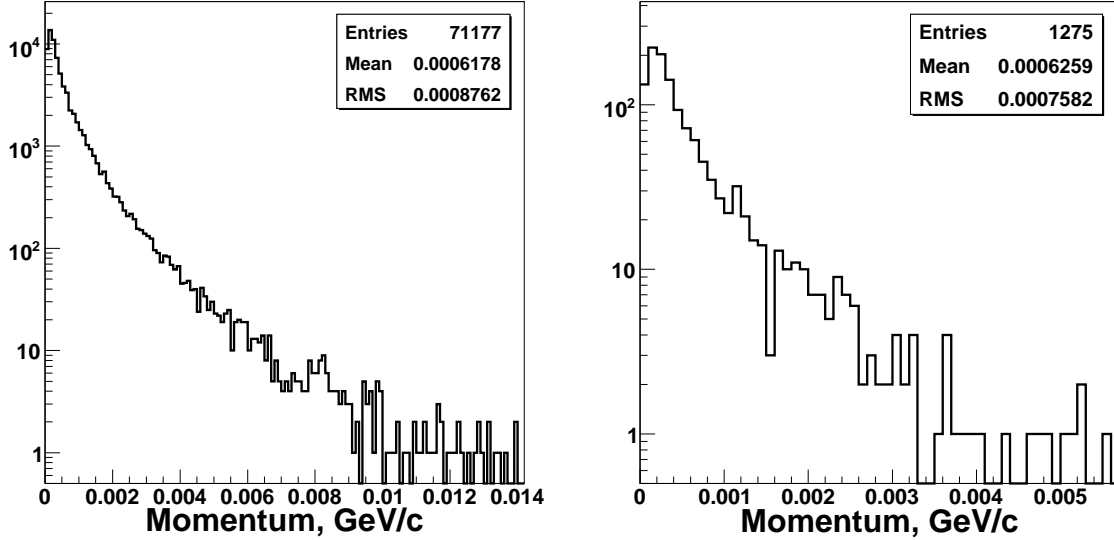 Entries 71177
Mean 0.0006178
RMS 0.0008762
10^4
10^3
10^2
10
1
0 0.002 0.004 0.006 0.008 0.01 0.012 0.014
Momentum, GeV/c
Entries 1275
Mean 0.0006259
RMS 0.0007582
10^2
10
1
0 0.001 0.002 0.003 0.004 0.005
Momentum, GeV/c